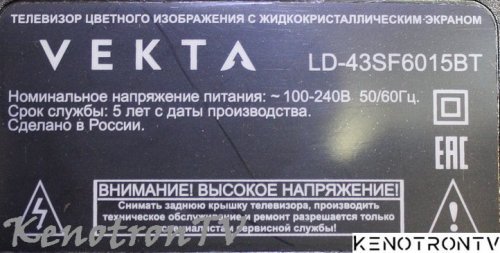 ТЕЛЕВИЗОР ЦВЕТНОГО ИЗОБРАЖЕНИЯ С ЖИДКОКРИСТАЛЛИЧЕСКИМ ЭКРАНОМ
VEKTA LD-43SF6015BT
Номинальное напряжение питания: ~ 100-240В 50/60Гц.
Срок службы: 5 лет с даты производства.
Сделано в России.
EAC
ВНИМАНИЕ! ВЫСОКОЕ НАПРЯЖЕНИЕ!
Снимать заднюю крышку телевизора, производить
техническое обслуживание и ремонт разрешается только
специалистам сервисной службы!
KenotronTV
KENOTRONTV